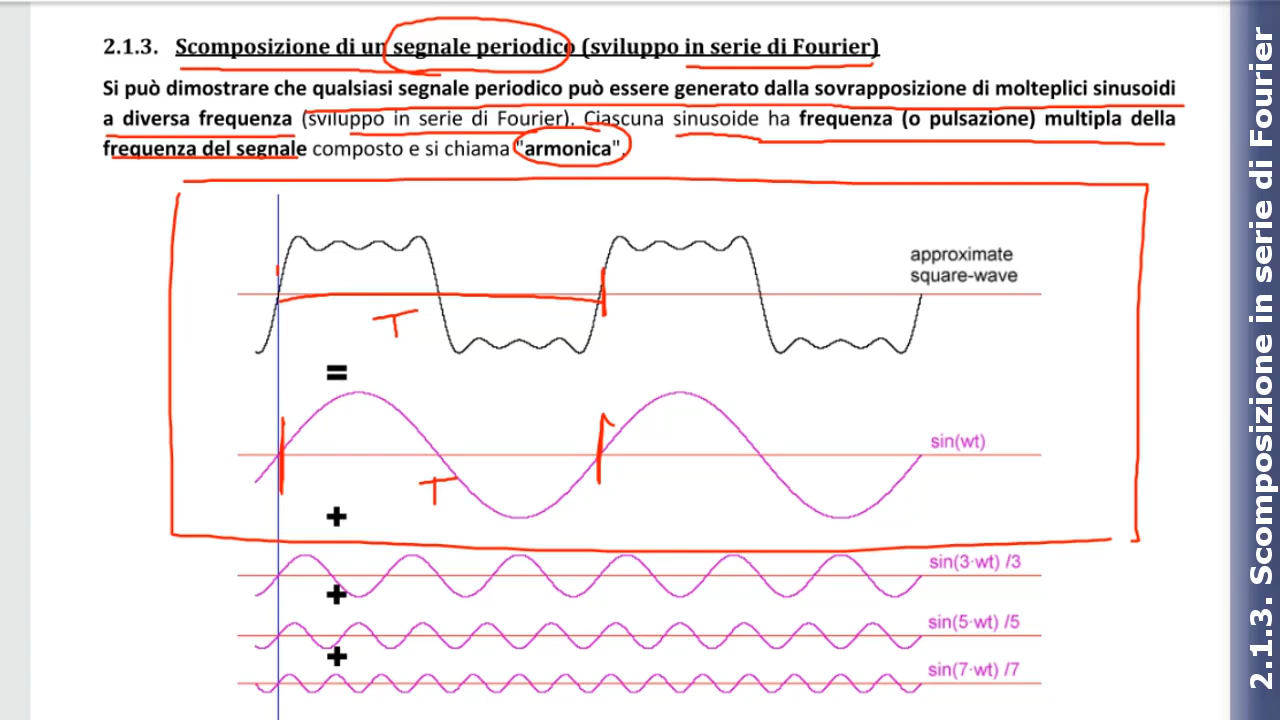 2.1.3. Scomposizione di un segnale periodico (sviluppo in serie di Fourier)
Si può dimostrare che qualsiasi segnale periodico può essere generato dalla sovrapposizione di molteplici sinusoidi
a diversa frequenza (sviluppo in serie di Fourier). Ciascuna sinusoide ha frequenza (o pulsazione) multipla della
frequenza del segnale composto e si chiama "armonica".
approximate
square-wave
T
=
sin(wt)
T
+
sin(3·wt) /3
+
sin(5·wt) /5
+
sin(7·wt) /7
2.1.3. Scomposizione in serie di Fourier